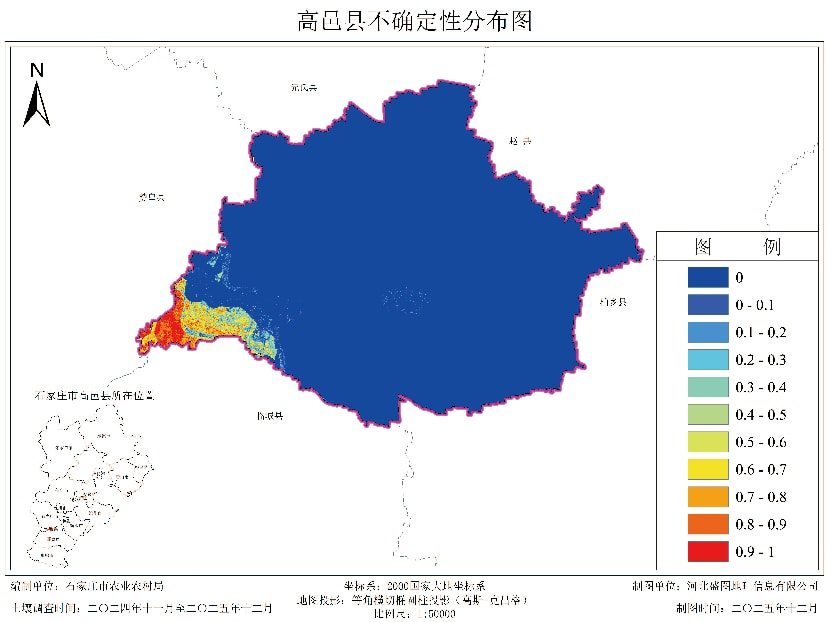 高邑县不确定性分布图
N
元氏县
赵 县
赞皇县
图 例
0
0 - 0.1
0.1 - 0.2
0.2 - 0.3
0.3 - 0.4
0.4 - 0.5
0.5 - 0.6
0.6 - 0.7
0.7 - 0.8
0.8 - 0.9
0.9 - 1
柏乡县
石家庄市高邑县所在位置
临城县
编制单位：石家庄市农业农村局
坐标系：2000国家大地坐标系
制图单位：河北盛图地理信息有限公司
土壤调查时间：二〇二四年十一月至二〇二五年十二月
地图投影：等角横切椭圆柱投影（高斯-克吕格）
比例尺：1:50000
制图时间：二〇二五年十二月